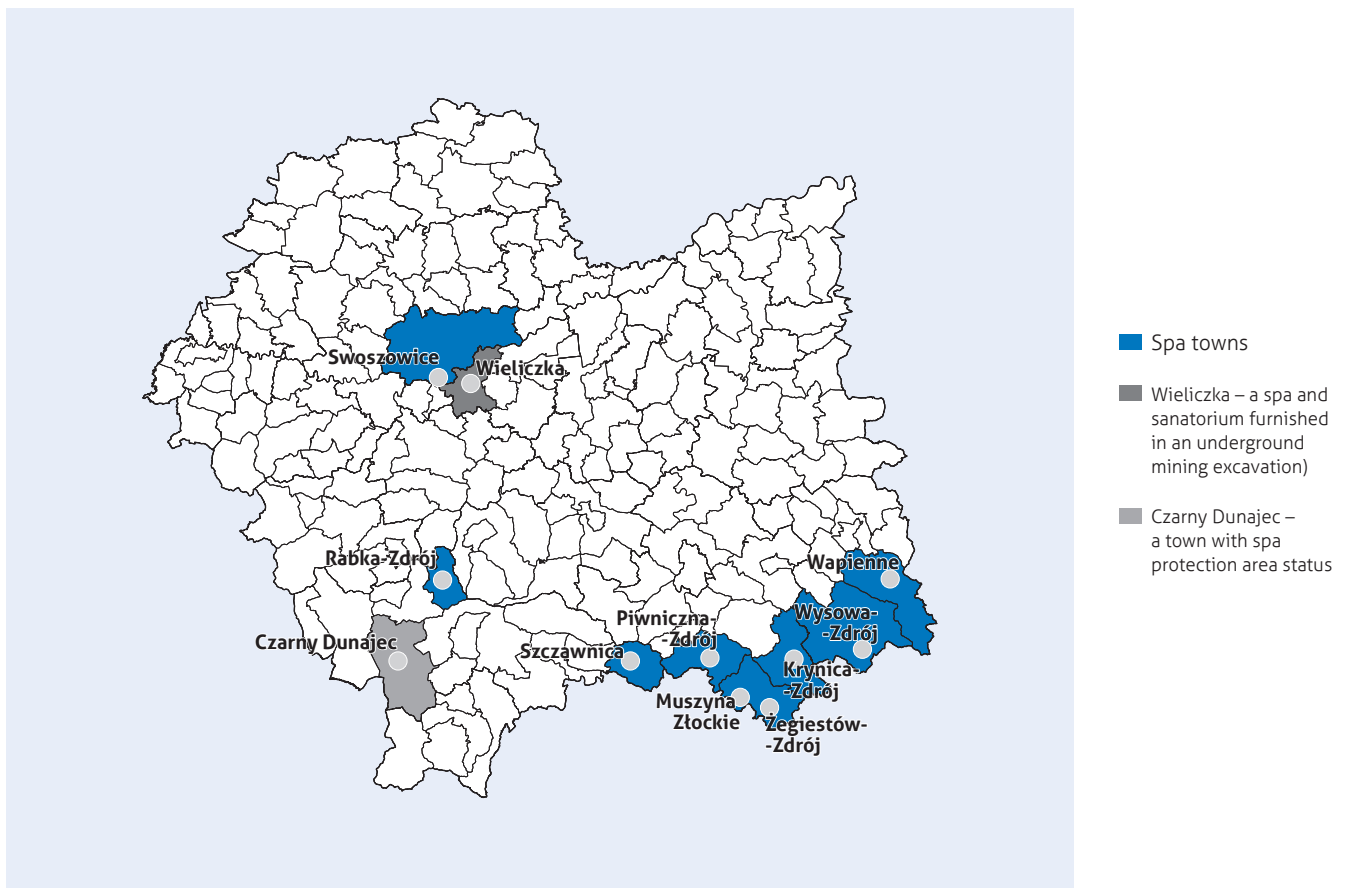 Swoszowice
Wieliczka
Rabka-Zdrój
Czarny Dunajec
Szczawnica
Piwniczna-
-Zdrój
Muszyna
Złockie
Żegiestów-
-Zdrój
Krynica-
-Zdrój
Wysowa-
-Zdrój
Wapienne
Spa towns
Wieliczka – a spa and
sanatorium furnished
in an underground
mining excavation)
Czarny Dunajec –
a town with spa
protection area status